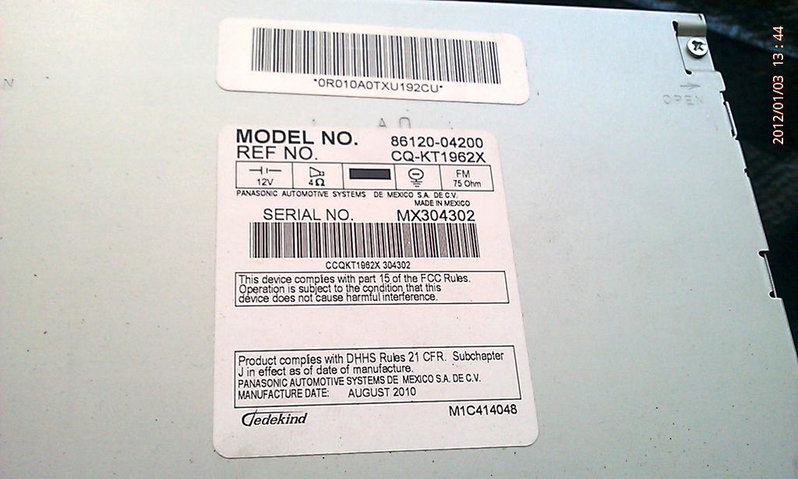 *0R010A0TXU192CU*
OPEN
MODEL NO. 86120-04200
REF NO. CQ-KT1962X
12V
4Ω
FM
75 Ohm
PANASONIC AUTOMOTIVE SYSTEMS DE MEXICO S.A. DE C.V.
MADE IN MEXICO
SERIAL NO. MX304302
CCQKT1962X 304302
This device complies with part 15 of the FCC Rules.
Operation is subject to the condition that this
device does not cause harmful interference.
Product complies with DHHS Rules 21 CFR. Subchapter
J in effect as of date of manufacture.
PANASONIC AUTOMOTIVE SYSTEMS DE MEXICO S.A. DE C.V.
MANUFACTURE DATE: AUGUST 2010
Jedekind M1C414048
2012/01/03 13:44